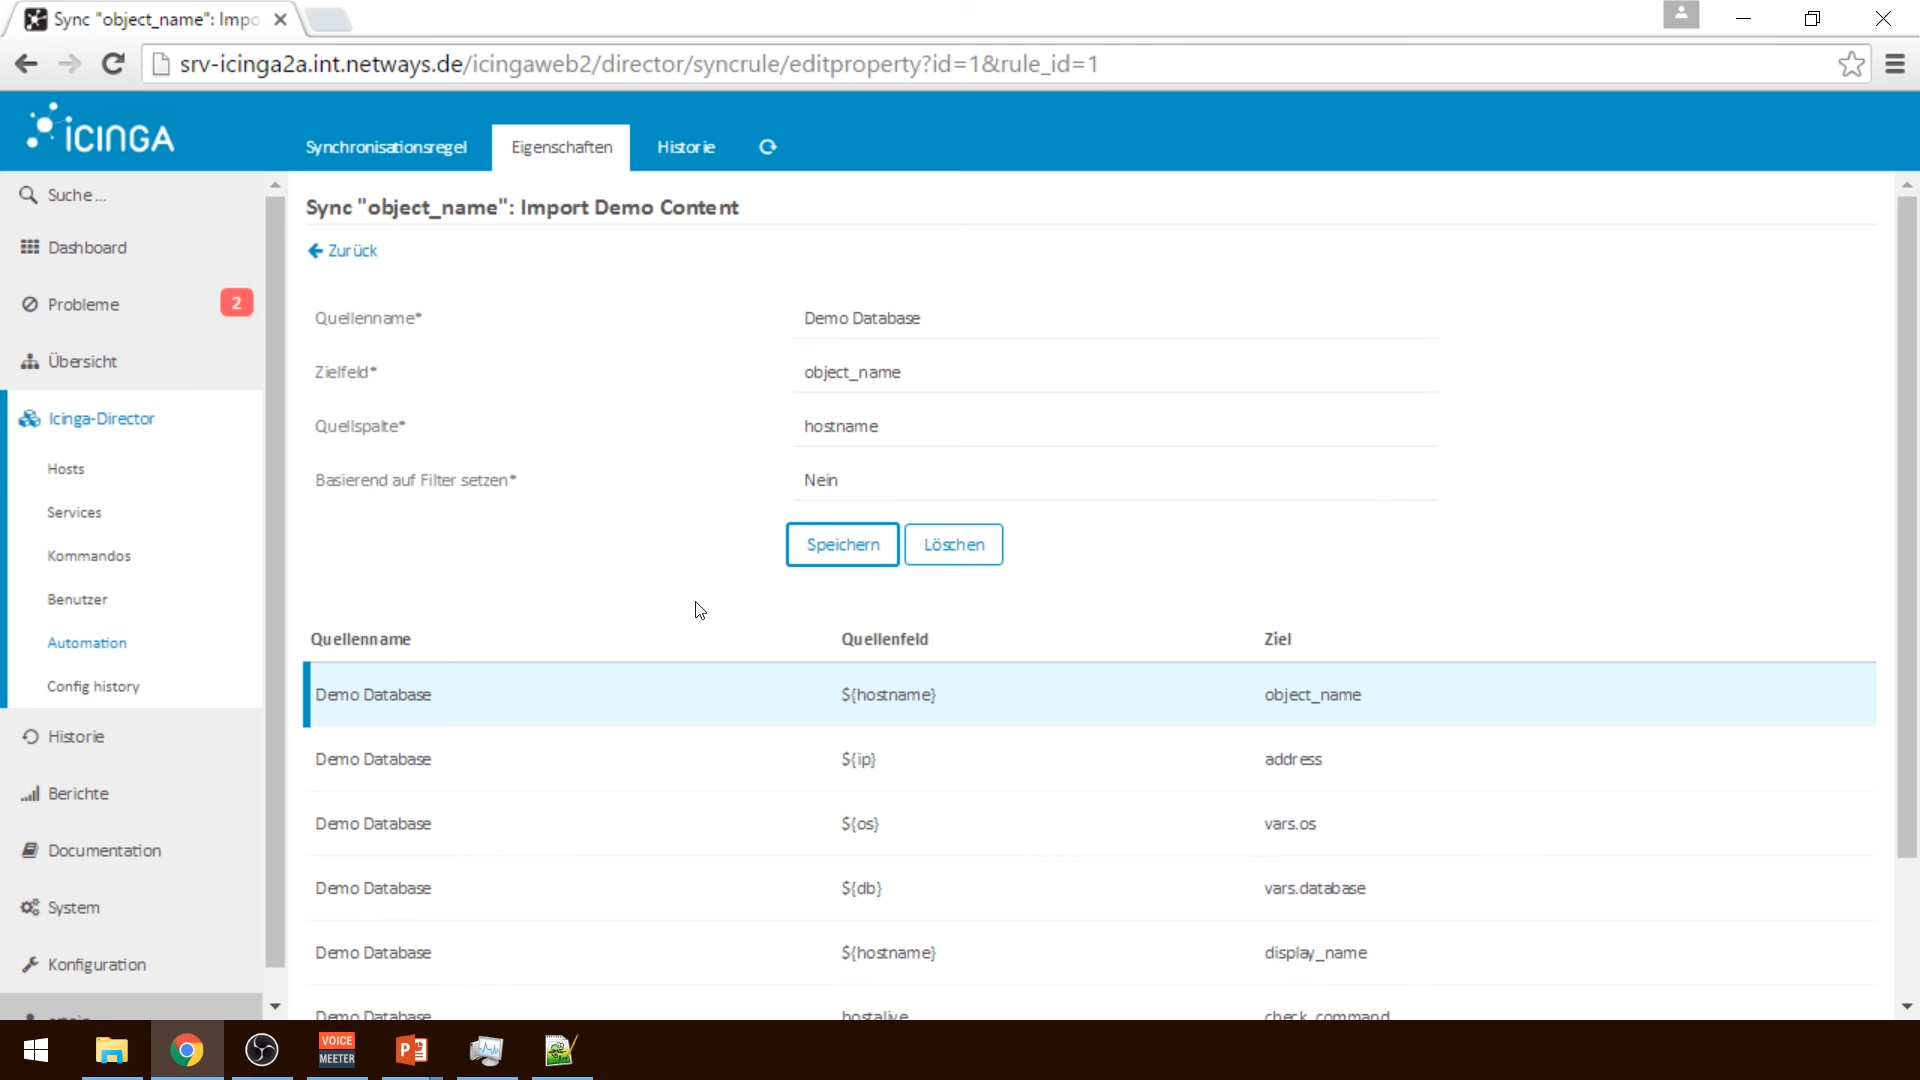 Sync "object_name": Impo
srv-icinga2a.int.netways.de/icingaweb2/director/syncrule/editproperty?id=1&rule_id=1
ICINGA
Synchronisationsregel
Eigenschaften
Historie
Suche ...
Dashboard
Probleme
2
Übersicht
Icinga-Director
Hosts
Services
Kommandos
Benutzer
Automation
Config history
Historie
Berichte
Documentation
System
Konfiguration
Sync "object_name": Import Demo Content
Zurück
Quellenname* Demo Database
Zielfeld* object_name
Quellspalte* hostname
Basierend auf Filter setzen* Nein
Speichern Löschen
Quellenname Quellenfeld Ziel
Demo Database ${hostname} object_name
Demo Database ${ip} address
Demo Database ${os} vars.os
Demo Database ${db} vars.database
Demo Database ${hostname} display_name
Demo Database hostalive check_command
VOICE
MEETER